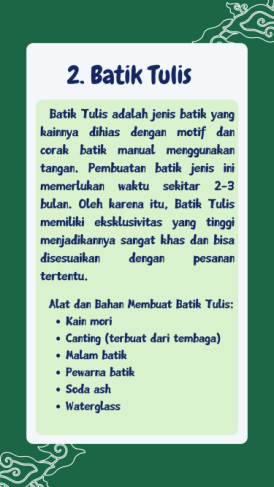 2. Batik Tulis
Batik Tulis adalah jenis batik yang
kainnya dihias dengan motif dan
corak batik manual menggunakan
tangan. Pembuatan batik jenis ini
memerlukan waktu sekitar 2-3
bulan. Oleh karena itu, Batik Tulis
memiliki eksklusivitas yang tinggi
menjadikannya sangat khas dan bisa
disesuaikan dengan pesanan
tertentu.
Alat dan Bahan Membuat Batik Tulis:
• Kain mori
• Canting (terbuat dari tembaga)
• Malam batik
• Pewarna batik
• Soda ash
• Waterglass